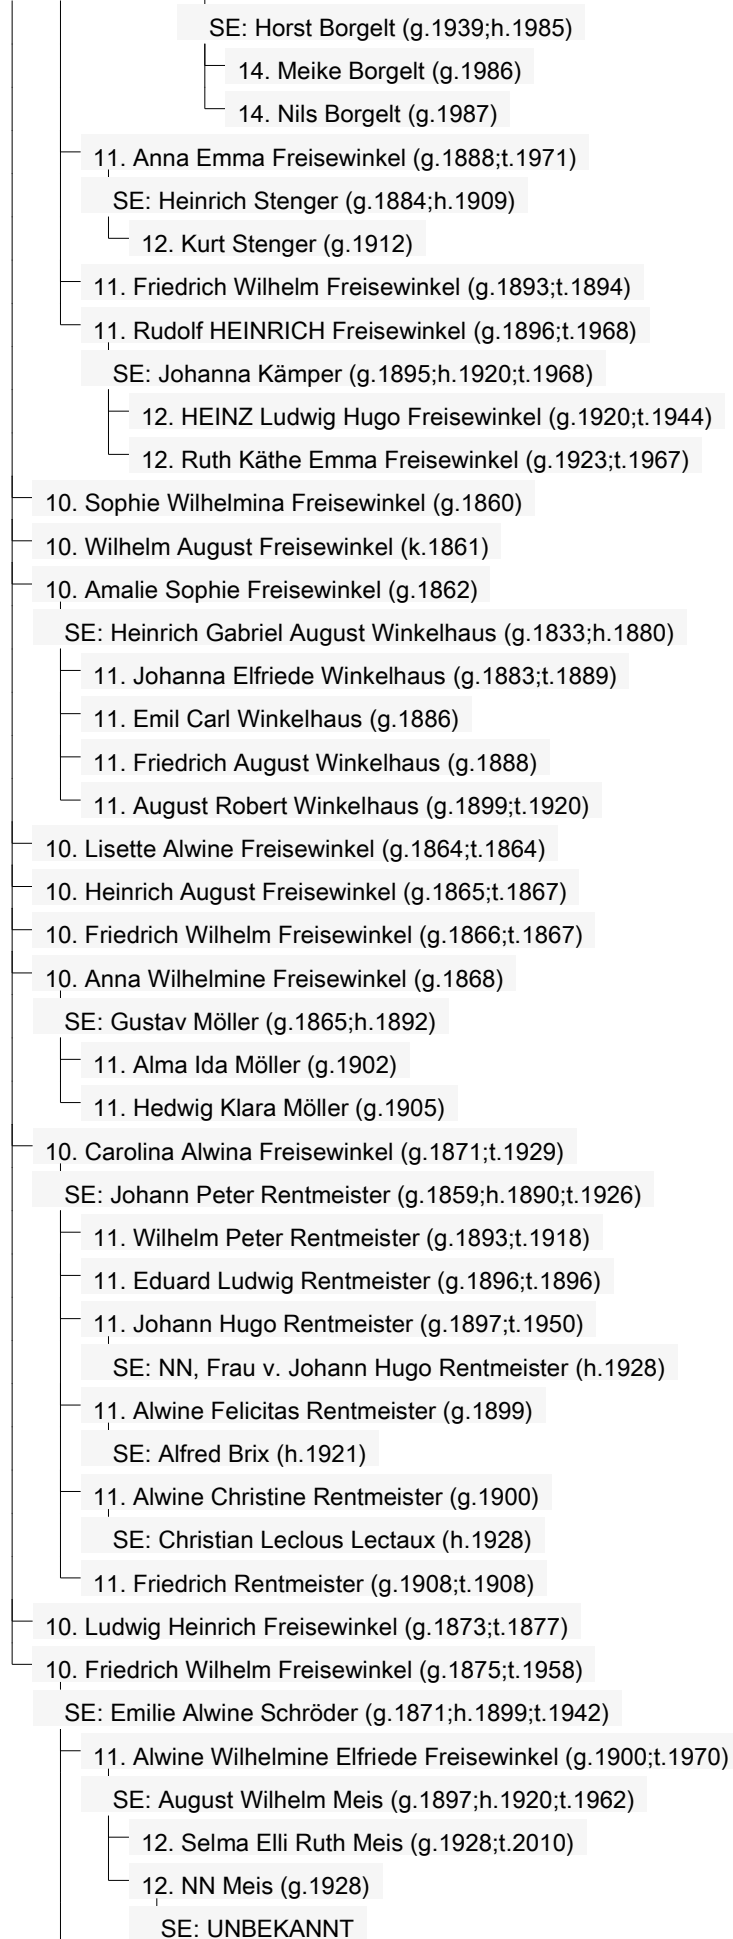 SE: Horst Borgelt (g.1939;h.1985)
14. Meike Borgelt (g.1986)
14. Nils Borgelt (g.1987)
11. Anna Emma Freisewinkel (g.1888;t.1971)
SE: Heinrich Stenger (g.1884;h.1909)
12. Kurt Stenger (g.1912)
11. Friedrich Wilhelm Freisewinkel (g.1893;t.1894)
11. Rudolf HEINRICH Freisewinkel (g.1896;t.1968)
SE: Johanna Kämper (g.1895;h.1920;t.1968)
12. HEINZ Ludwig Hugo Freisewinkel (g.1920;t.1944)
12. Ruth Käthe Emma Freisewinkel (g.1923;t.1967)
10. Sophie Wilhelmina Freisewinkel (g.1860)
10. Wilhelm August Freisewinkel (k.1861)
10. Amalie Sophie Freisewinkel (g.1862)
SE: Heinrich Gabriel August Winkelhaus (g.1833;h.1880)
11. Johanna Elfriede Winkelhaus (g.1883;t.1889)
11. Emil Carl Winkelhaus (g.1886)
11. Friedrich August Winkelhaus (g.1888)
11. August Robert Winkelhaus (g.1899;t.1920)
10. Lisette Alwine Freisewinkel (g.1864;t.1864)
10. Heinrich August Freisewinkel (g.1865;t.1867)
10. Friedrich Wilhelm Freisewinkel (g.1866;t.1867)
10. Anna Wilhelmine Freisewinkel (g.1868)
SE: Gustav Möller (g.1865;h.1892)
11. Alma Ida Möller (g.1902)
11. Hedwig Klara Möller (g.1905)
10. Carolina Alwina Freisewinkel (g.1871;t.1929)
SE: Johann Peter Rentmeister (g.1859;h.1890;t.1926)
11. Wilhelm Peter Rentmeister (g.1893;t.1918)
11. Eduard Ludwig Rentmeister (g.1896;t.1896)
11. Johann Hugo Rentmeister (g.1897;t.1950)
SE: NN, Frau v. Johann Hugo Rentmeister (h.1928)
11. Alwine Felicitas Rentmeister (g.1899)
SE: Alfred Brix (h.1921)
11. Alwine Christine Rentmeister (g.1900)
SE: Christian Leclous Lectaux (h.1928)
11. Friedrich Rentmeister (g.1908;t.1908)
10. Ludwig Heinrich Freisewinkel (g.1873;t.1877)
10. Friedrich Wilhelm Freisewinkel (g.1875;t.1958)
SE: Emilie Alwine Schröder (g.1871;h.1899;t.1942)
11. Alwine Wilhelmine Elfriede Freisewinkel (g.1900;t.1970)
SE: August Wilhelm Meis (g.1897;h.1920;t.1962)
12. Selma Elli Ruth Meis (g.1928;t.2010)
12. NN Meis (g.1928)
SE: UNBEKANNT